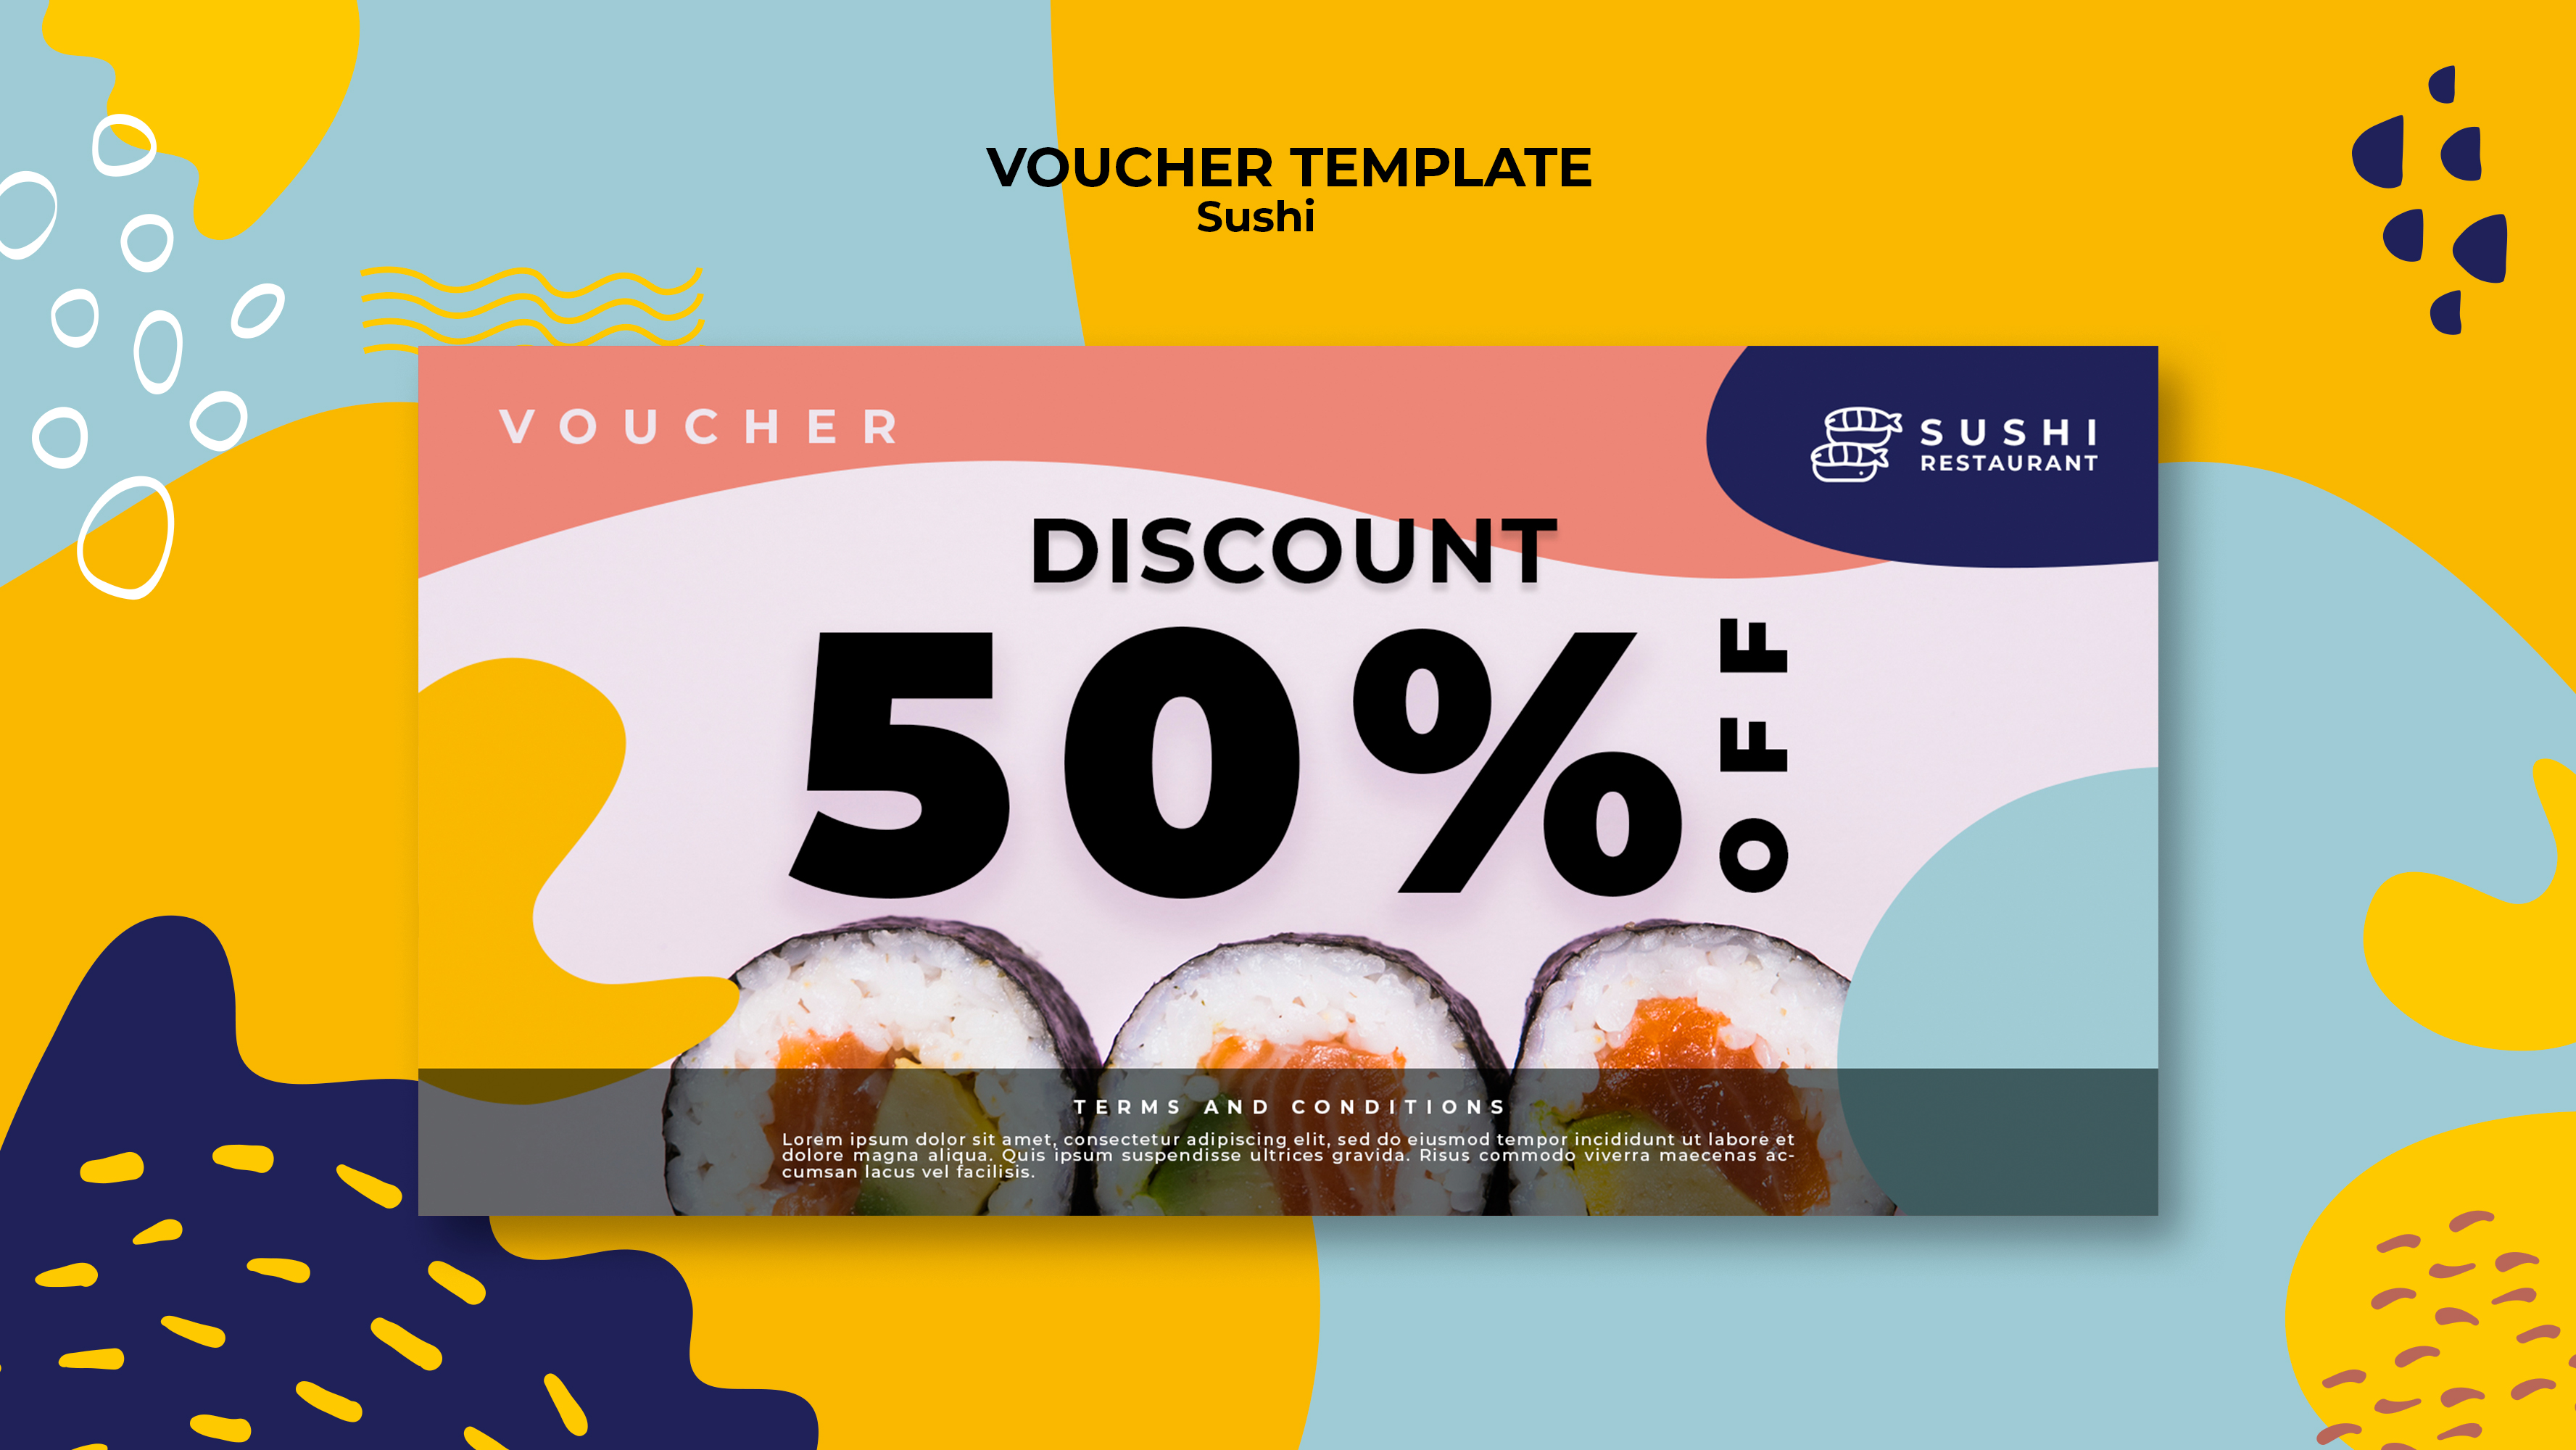 VOUCHER TEMPLATE
Sushi
VOUCHER
SUSHI
RESTAURANT
DISCOUNT
50%
OFF
TERMS AND CONDITIONS
Lorem ipsum dolor sit amet, consectetur adipiscing elit, sed do eiusmod tempor incididunt ut labore et
dolore magna aliqua. Quis ipsum suspendisse ultrices gravida. Risus commodo viverra maecenas ac-
cumsan lacus vel facilisis.